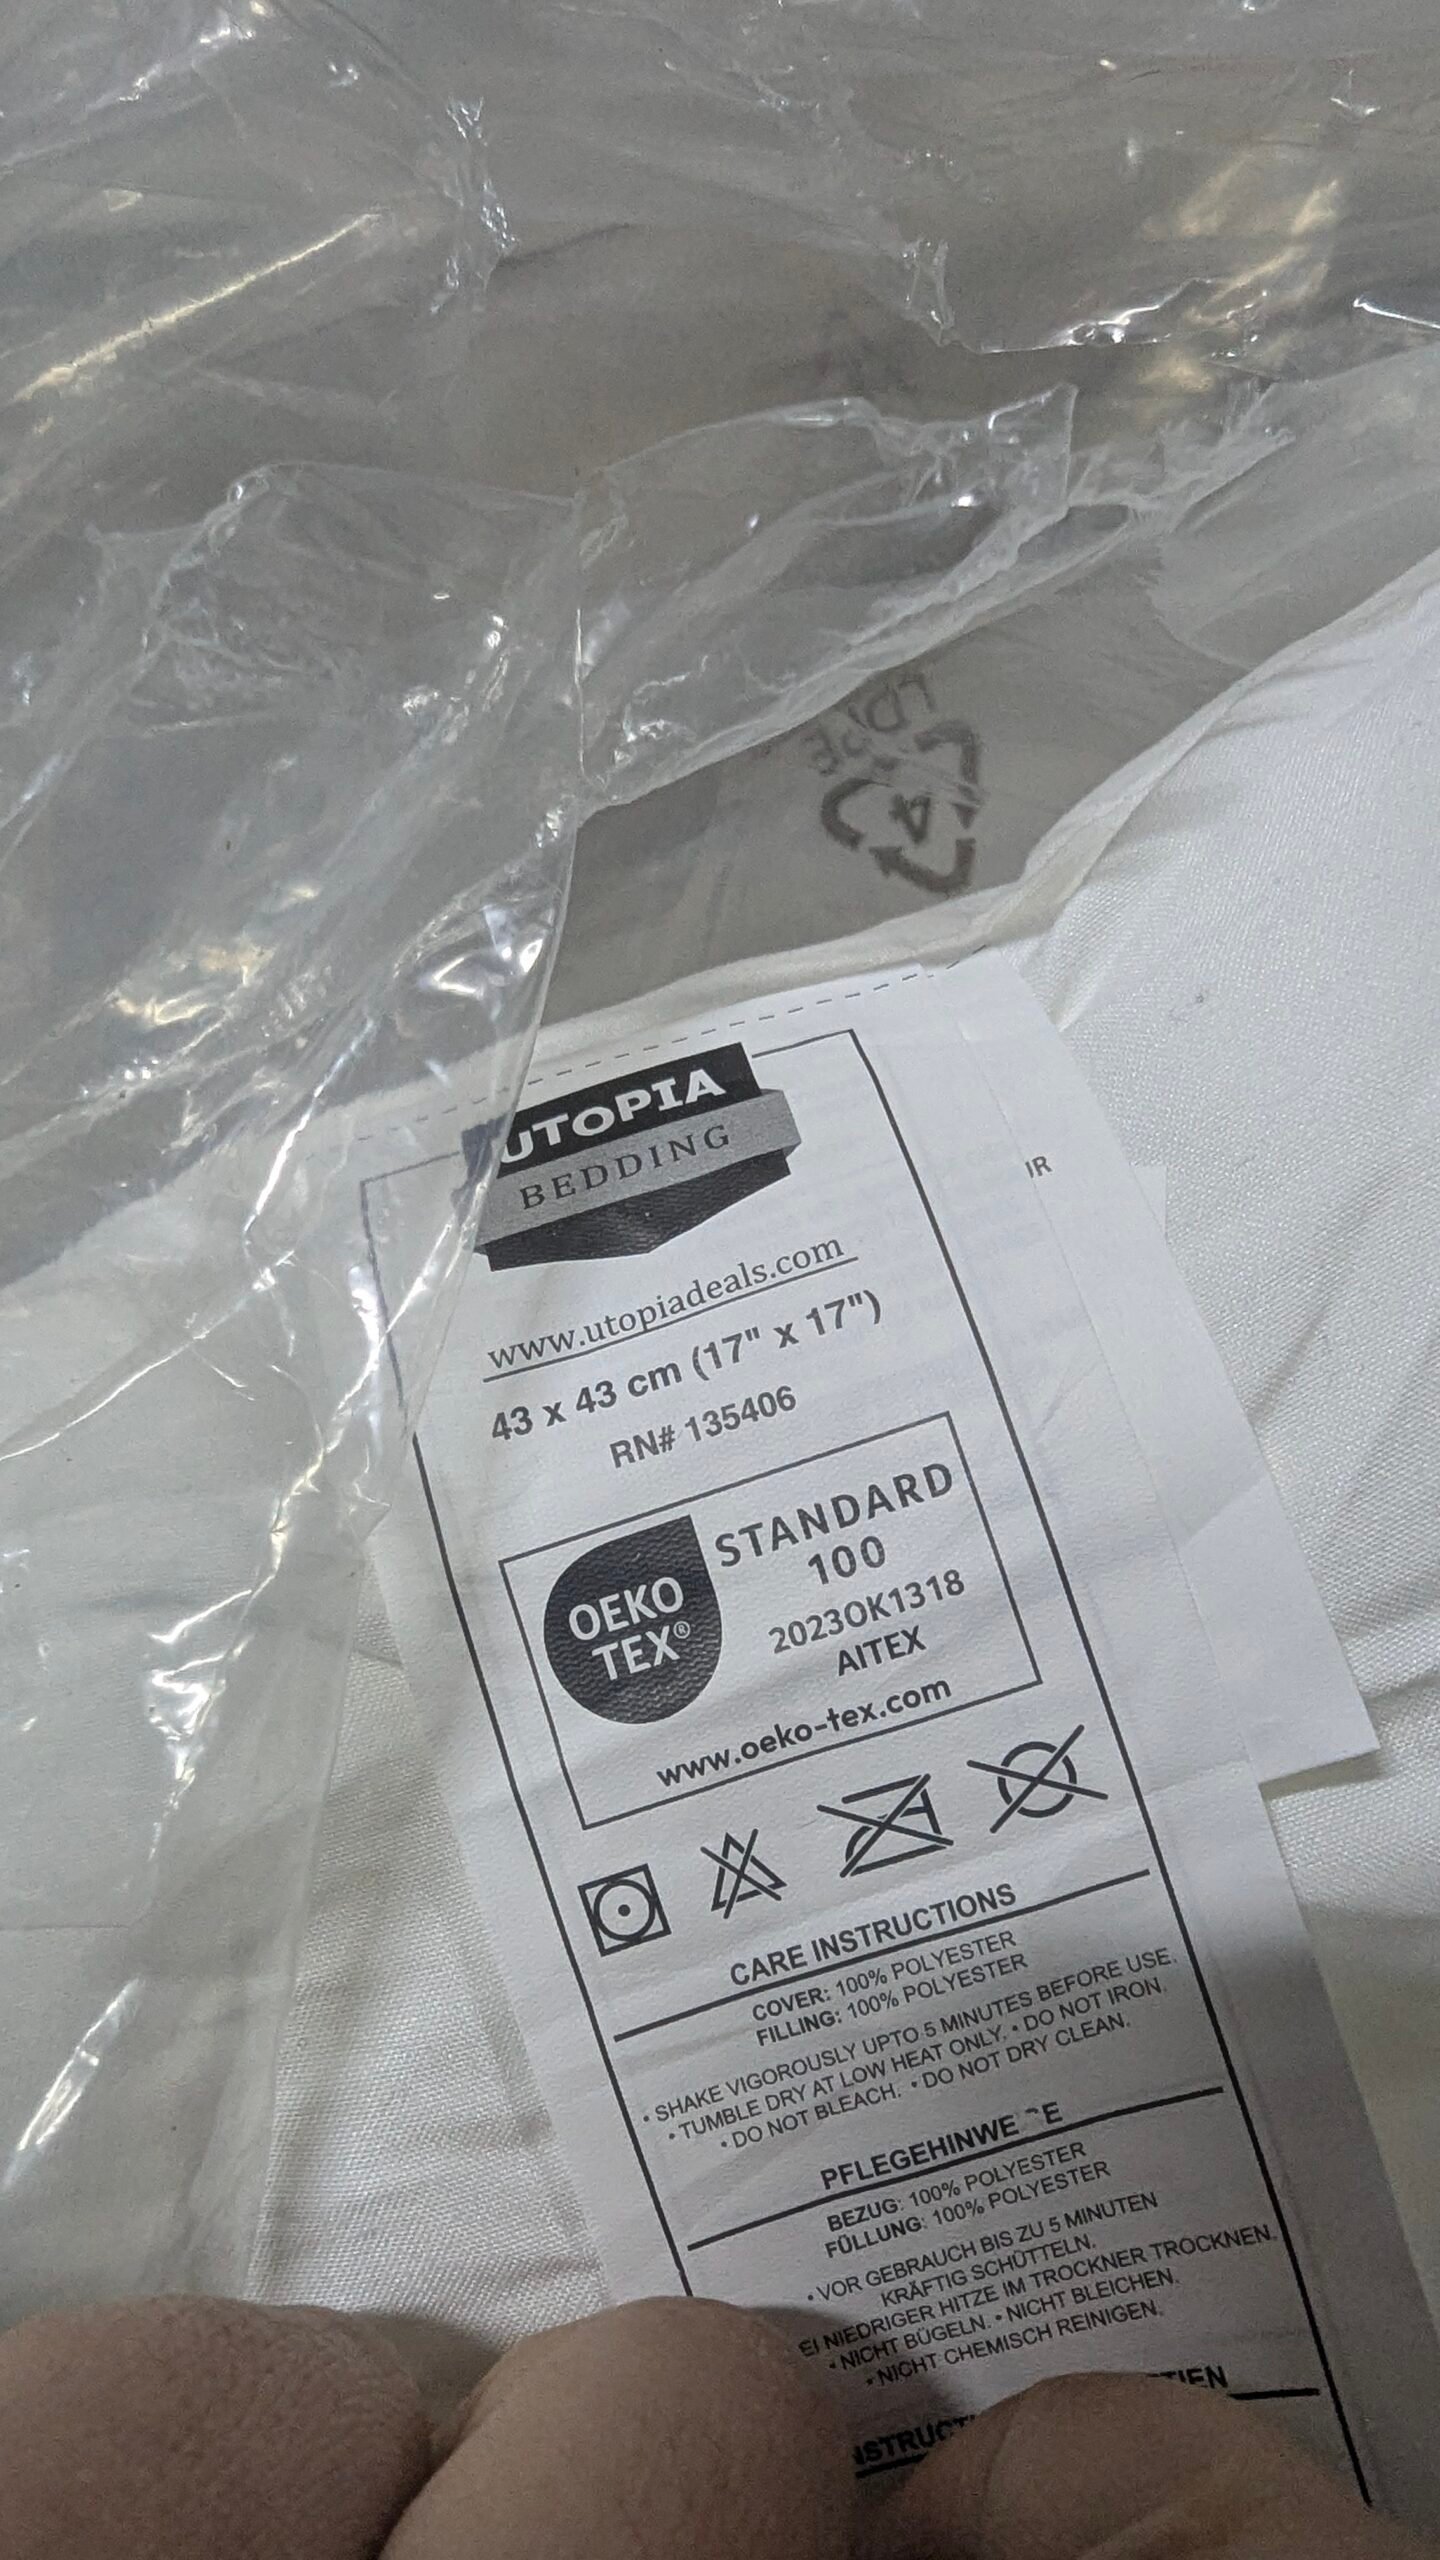 LDPE
4
UTOPIA
BEDDING
www.utopiadeals.com
43 x 43 cm (17" x 17")
RN# 135406
IR
OEKO
TEX®
STANDARD
100
2023OK1318
AITEX
www.oeko-tex.com
CARE INSTRUCTIONS
COVER: 100% POLYESTER
FILLING: 100% POLYESTER
• SHAKE VIGOROUSLY UPTO 5 MINUTES BEFORE USE.
• TUMBLE DRY AT LOW HEAT ONLY. • DO NOT IRON.
• DO NOT BLEACH. • DO NOT DRY CLEAN.
BEZUG: 100% POLYESTER
FÜLLUNG: 100% POLYESTER
• VOR GEBRAUCH BIS ZU 5 MINUTEN
KRÄFTIG SCHÜTTELN.
EI NIEDRIGER HITZE IM TROCKNER TROCKNEN.
• NICHT BÜGELN. • NICHT BLEICHEN.
• NICHT CHEMISCH REINIGEN.